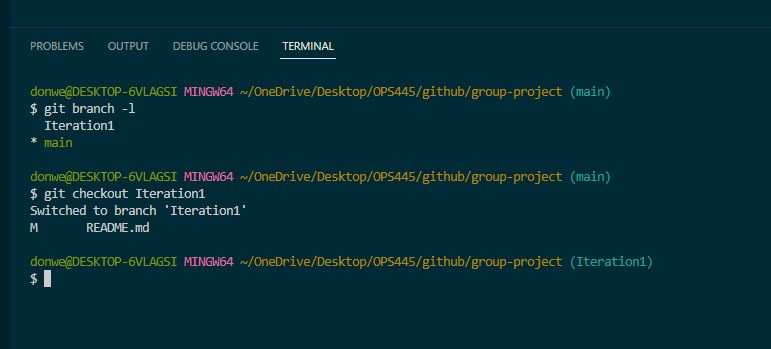 PROBLEMS OUTPUT DEBUG CONSOLE TERMINAL
donwe@DESKTOP-6VLAGSI MINGW64 ~/OneDrive/Desktop/OPS445/github/group-project (main)
$ git branch -l
  Iteration1
* main
donwe@DESKTOP-6VLAGSI MINGW64 ~/OneDrive/Desktop/OPS445/github/group-project (main)
$ git checkout Iteration1
Switched to branch 'Iteration1'
M       README.md
donwe@DESKTOP-6VLAGSI MINGW64 ~/OneDrive/Desktop/OPS445/github/group-project (Iteration1)
$